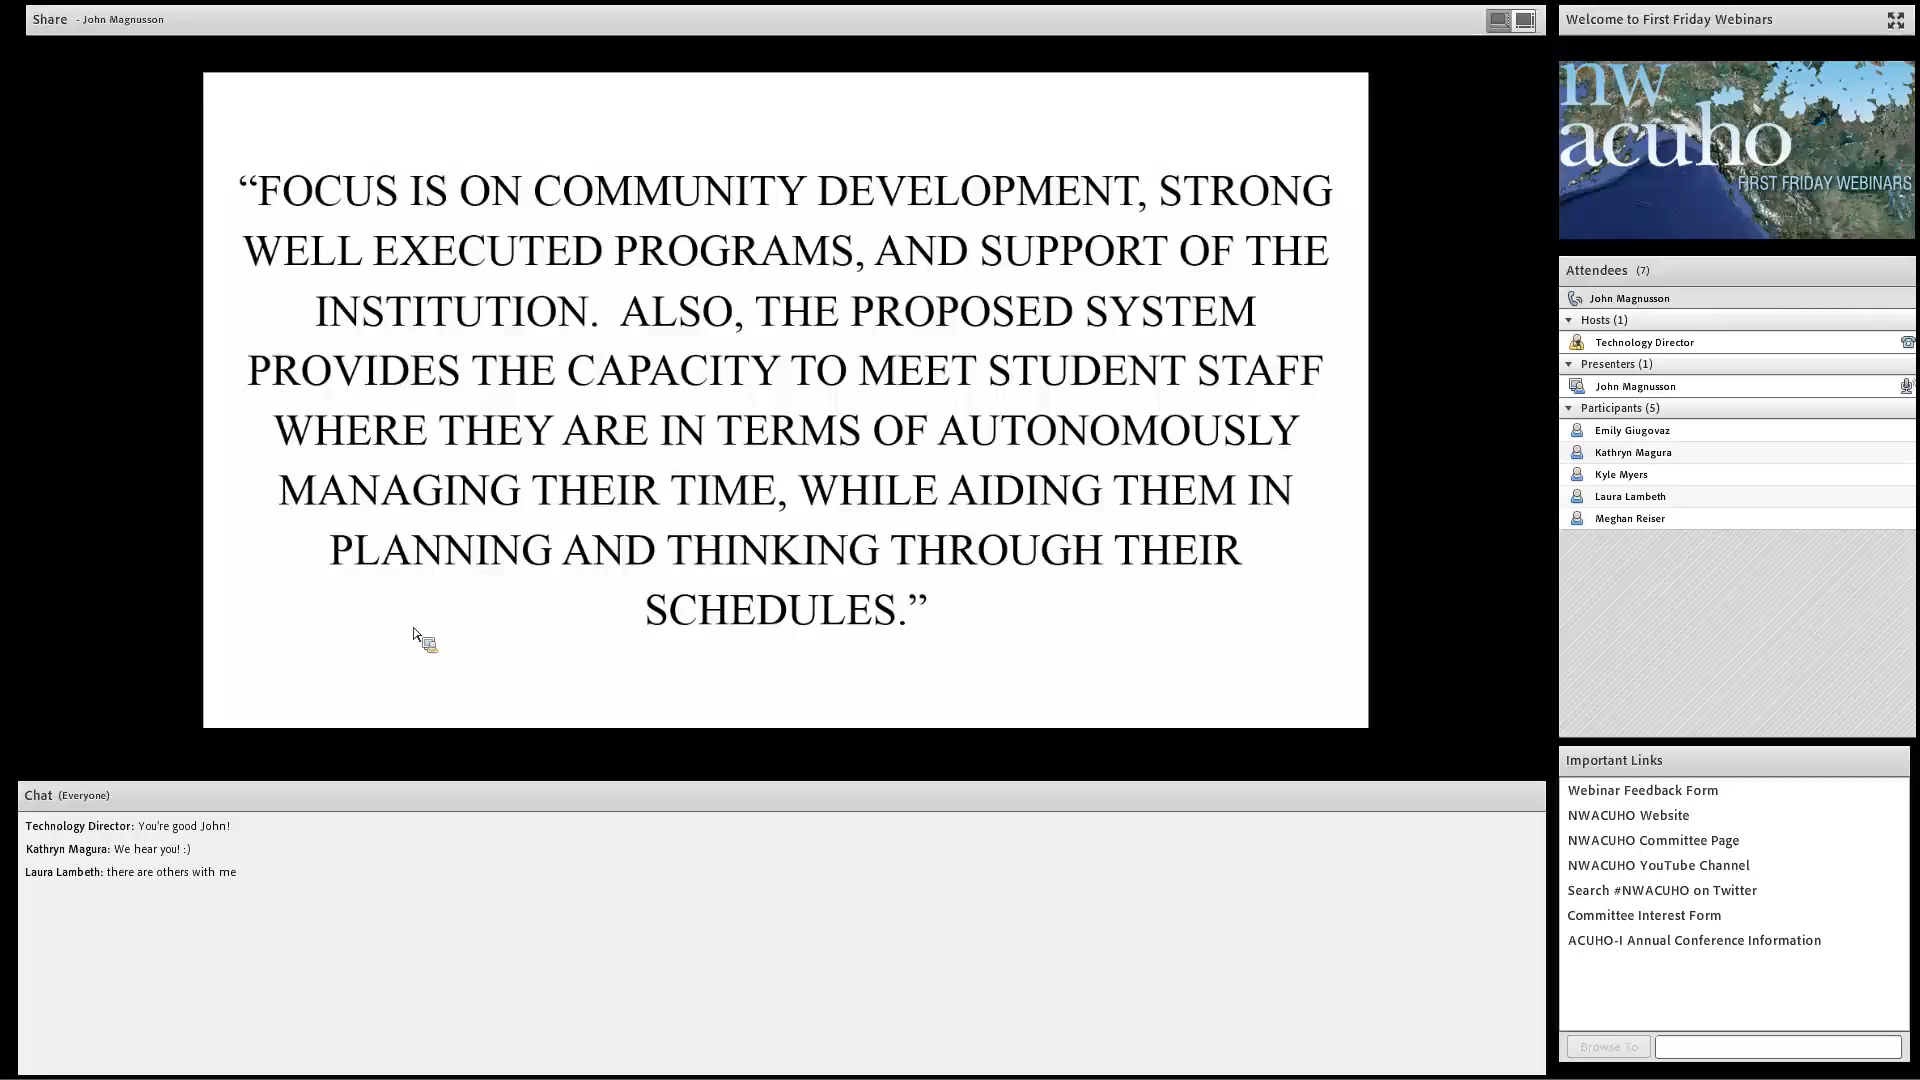 Share - John Magnusson
“FOCUS IS ON COMMUNITY DEVELOPMENT, STRONG
WELL EXECUTED PROGRAMS, AND SUPPORT OF THE
INSTITUTION.  ALSO, THE PROPOSED SYSTEM
PROVIDES THE CAPACITY TO MEET STUDENT STAFF
WHERE THEY ARE IN TERMS OF AUTONOMOUSLY
MANAGING THEIR TIME, WHILE AIDING THEM IN
PLANNING AND THINKING THROUGH THEIR
SCHEDULES.”
Chat (Everyone)
Technology Director: You're good John!
Kathryn Magura: We hear you! :)
Laura Lambeth: there are others with me
Welcome to First Friday Webinars
nw
acuho
FIRST FRIDAY WEBINARS
Attendees (7)
John Magnusson
Hosts (1)
Technology Director
Presenters (1)
John Magnusson
Participants (5)
Emily Giugovaz
Kathryn Magura
Kyle Myers
Laura Lambeth
Meghan Reiser
Important Links
Webinar Feedback Form
NWACUHO Website
NWACUHO Committee Page
NWACUHO YouTube Channel
Search #NWACUHO on Twitter
Committee Interest Form
ACUHO-I Annual Conference Information
Browse To